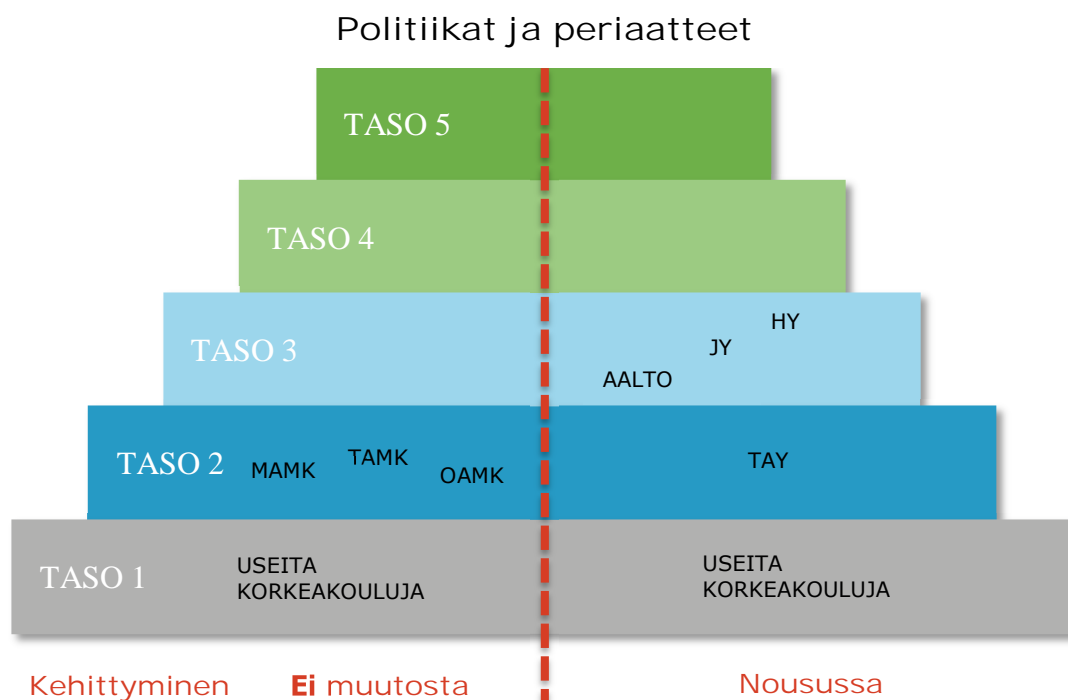 Politiikat ja periaatteet
TASO 5
TASO 4
TASO 3
HY
JY
AALTO
TASO 2
MAMK
TAMK
OAMK
TAY
TASO 1
USEITA
KORKEAKOULUJA
USEITA
KORKEAKOULUJA
Kehittyminen
Ei muutosta
Nousussa